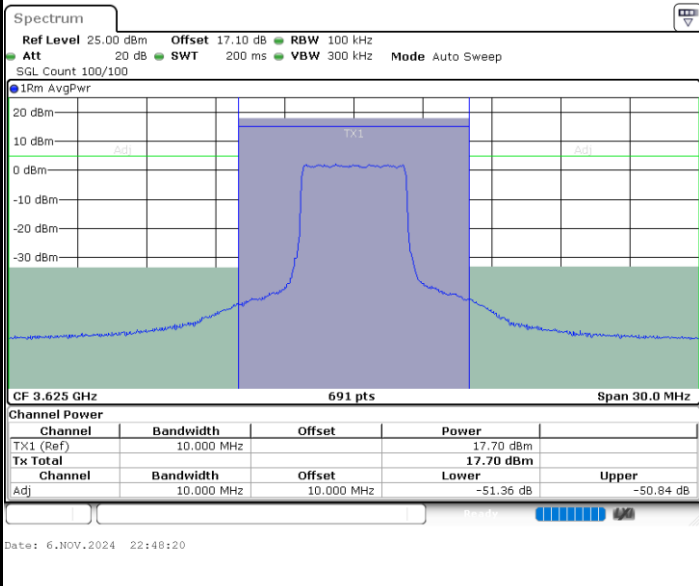 Spectrum
Ref Level 25.00 dBm Offset 17.10 dB RBW 100 kHz
Att 20 dB SWT 200 ms VBW 300 kHz Mode Auto Sweep
SGL Count 100/100
1Rm AvgPwr
20 dBm
TX1
10 dBm
Adj Adj
0 dBm
-10 dBm
-20 dBm
-30 dBm
CF 3.625 GHz 691 pts Span 30.0 MHz
Channel Power
Channel Bandwidth Offset Power
TX1 (Ref) 10.000 MHz 17.70 dBm
Tx Total 17.70 dBm
Channel Bandwidth Offset Lower Upper
Adj 10.000 MHz 10.000 MHz -51.36 dB -50.84 dB
Ready
Date: 6.NOV.2024 22:48:20